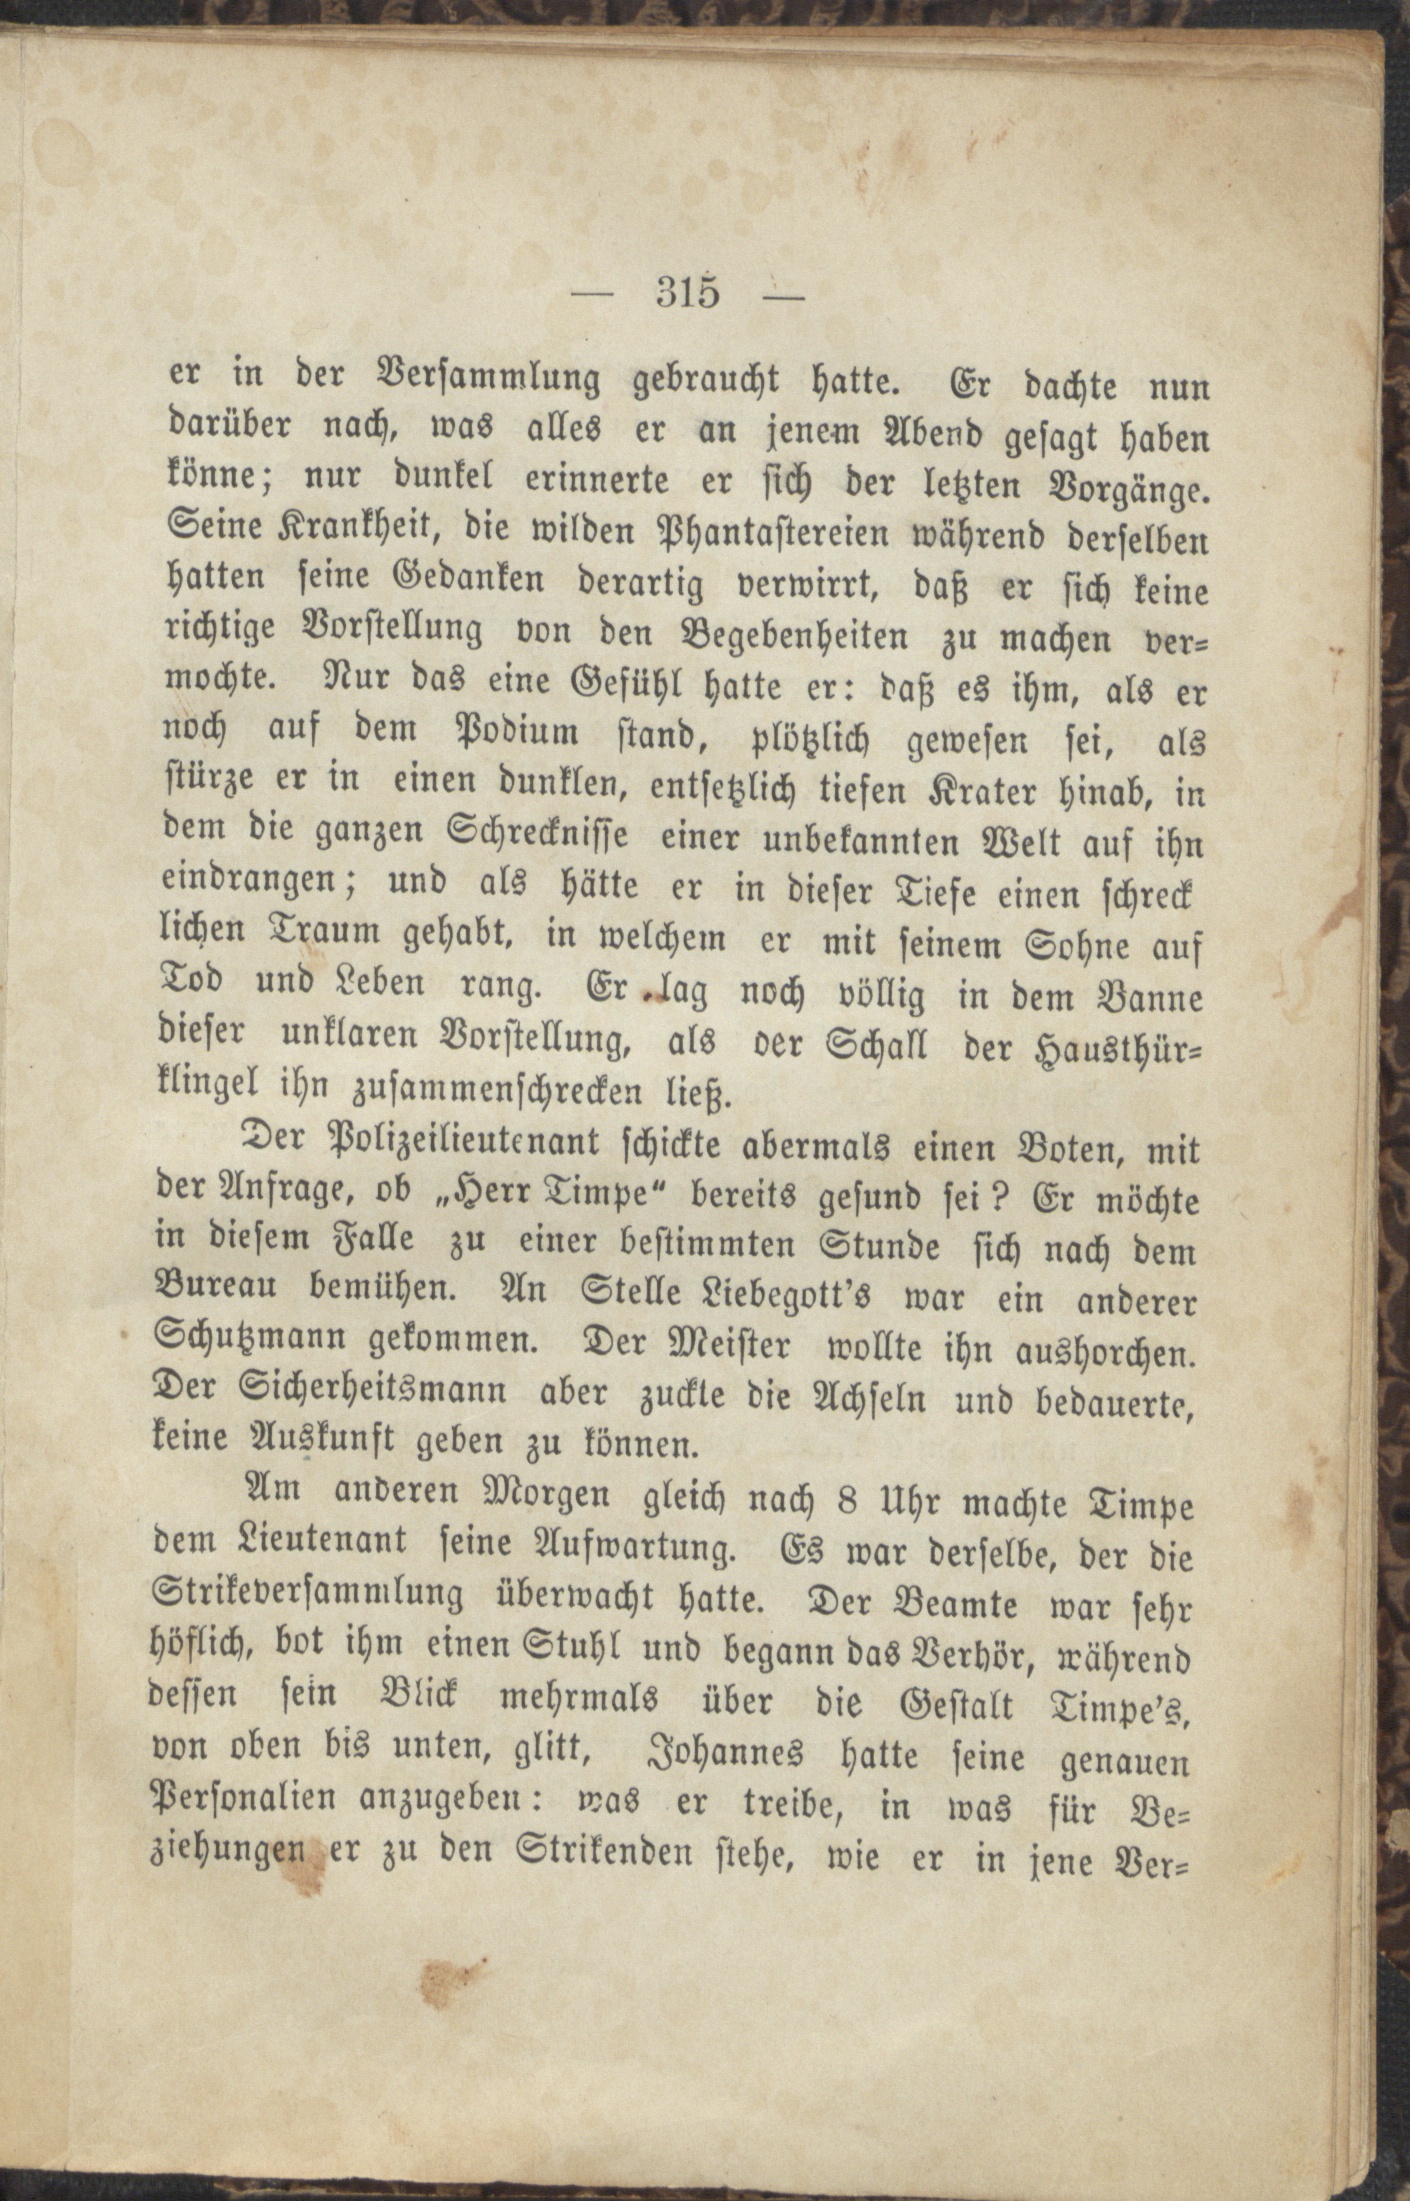 — 315 —
er in der Versammlung gebraucht hatte. Er dachte nun
darüber nach, was alles er an jenem Abend gesagt haben
könne; nur dunkel erinnerte er sich der letzten Vorgänge.
Seine Krankheit, die wilden Phantastereien während derselben
hatten seine Gedanken derartig verwirrt, daß er sich keine
richtige Vorstellung von den Begebenheiten zu machen ver-
mochte. Nur das eine Gefühl hatte er: daß es ihm, als er
noch auf dem Podium stand, plötzlich gewesen sei, als
stürze er in einen dunklen, entsetzlich tiefen Krater hinab, in
dem die ganzen Schrecknisse einer unbekannten Welt auf ihn
eindrangen; und als hätte er in dieser Tiefe einen schreck
lichen Traum gehabt, in welchem er mit seinem Sohne auf
Tod und Leben rang. Er lag noch völlig in dem Banne
dieser unklaren Vorstellung, als der Schall der Hausthür-
klingel ihn zusammenschrecken ließ.
Der Polizeilieutenant schickte abermals einen Boten, mit
der Anfrage, ob „Herr Timpe“ bereits gesund sei? Er möchte
in diesem Falle zu einer bestimmten Stunde sich nach dem
Bureau bemühen. An Stelle Liebegott's war ein anderer
Schutzmann gekommen. Der Meister wollte ihn aushorchen.
Der Sicherheitsmann aber zuckte die Achseln und bedauerte,
keine Auskunft geben zu können.
Am anderen Morgen gleich nach 8 Uhr machte Timpe
dem Lieutenant seine Aufwartung. Es war derselbe, der die
Strikeversammlung überwacht hatte. Der Beamte war sehr
höflich, bot ihm einen Stuhl und begann das Verhör, während
dessen sein Blick mehrmals über die Gestalt Timpe's,
von oben bis unten, glitt, Johannes hatte seine genauen
Personalien anzugeben: was er treibe, in was für Be-
ziehungen er zu den Strikenden stehe, wie er in jene Ver-